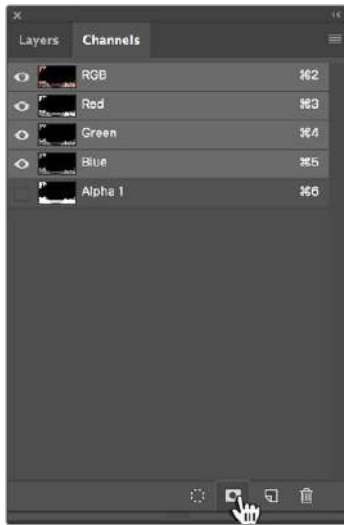 Layers Channels
RGB ⌘2
Red ⌘3
Green ⌘4
Blue ⌘5
Alpha 1 ⌘6